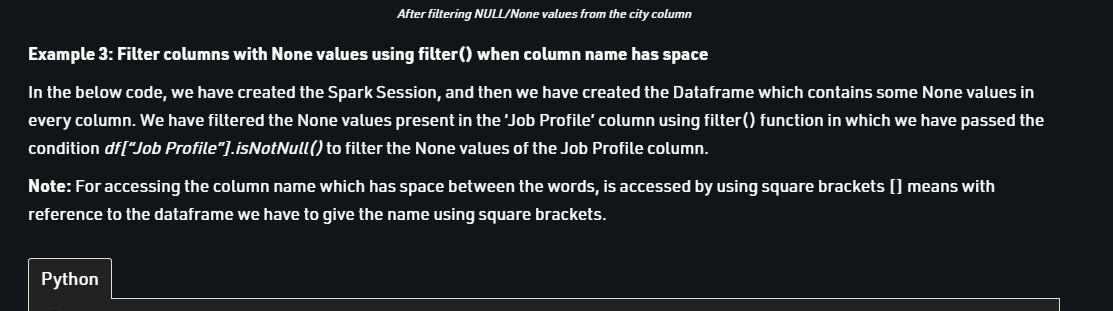 After filtering NULL/None values from the city column
Example 3: Filter columns with None values using filter() when column name has space
In the below code, we have created the Spark Session, and then we have created the Dataframe which contains some None values in
every column. We have filtered the None values present in the ‘Job Profile’ column using filter() function in which we have passed the
condition df[“Job Profile”].isNotNull() to filter the None values of the Job Profile column.
Note: For accessing the column name which has space between the words, is accessed by using square brackets [] means with
reference to the dataframe we have to give the name using square brackets.
Python